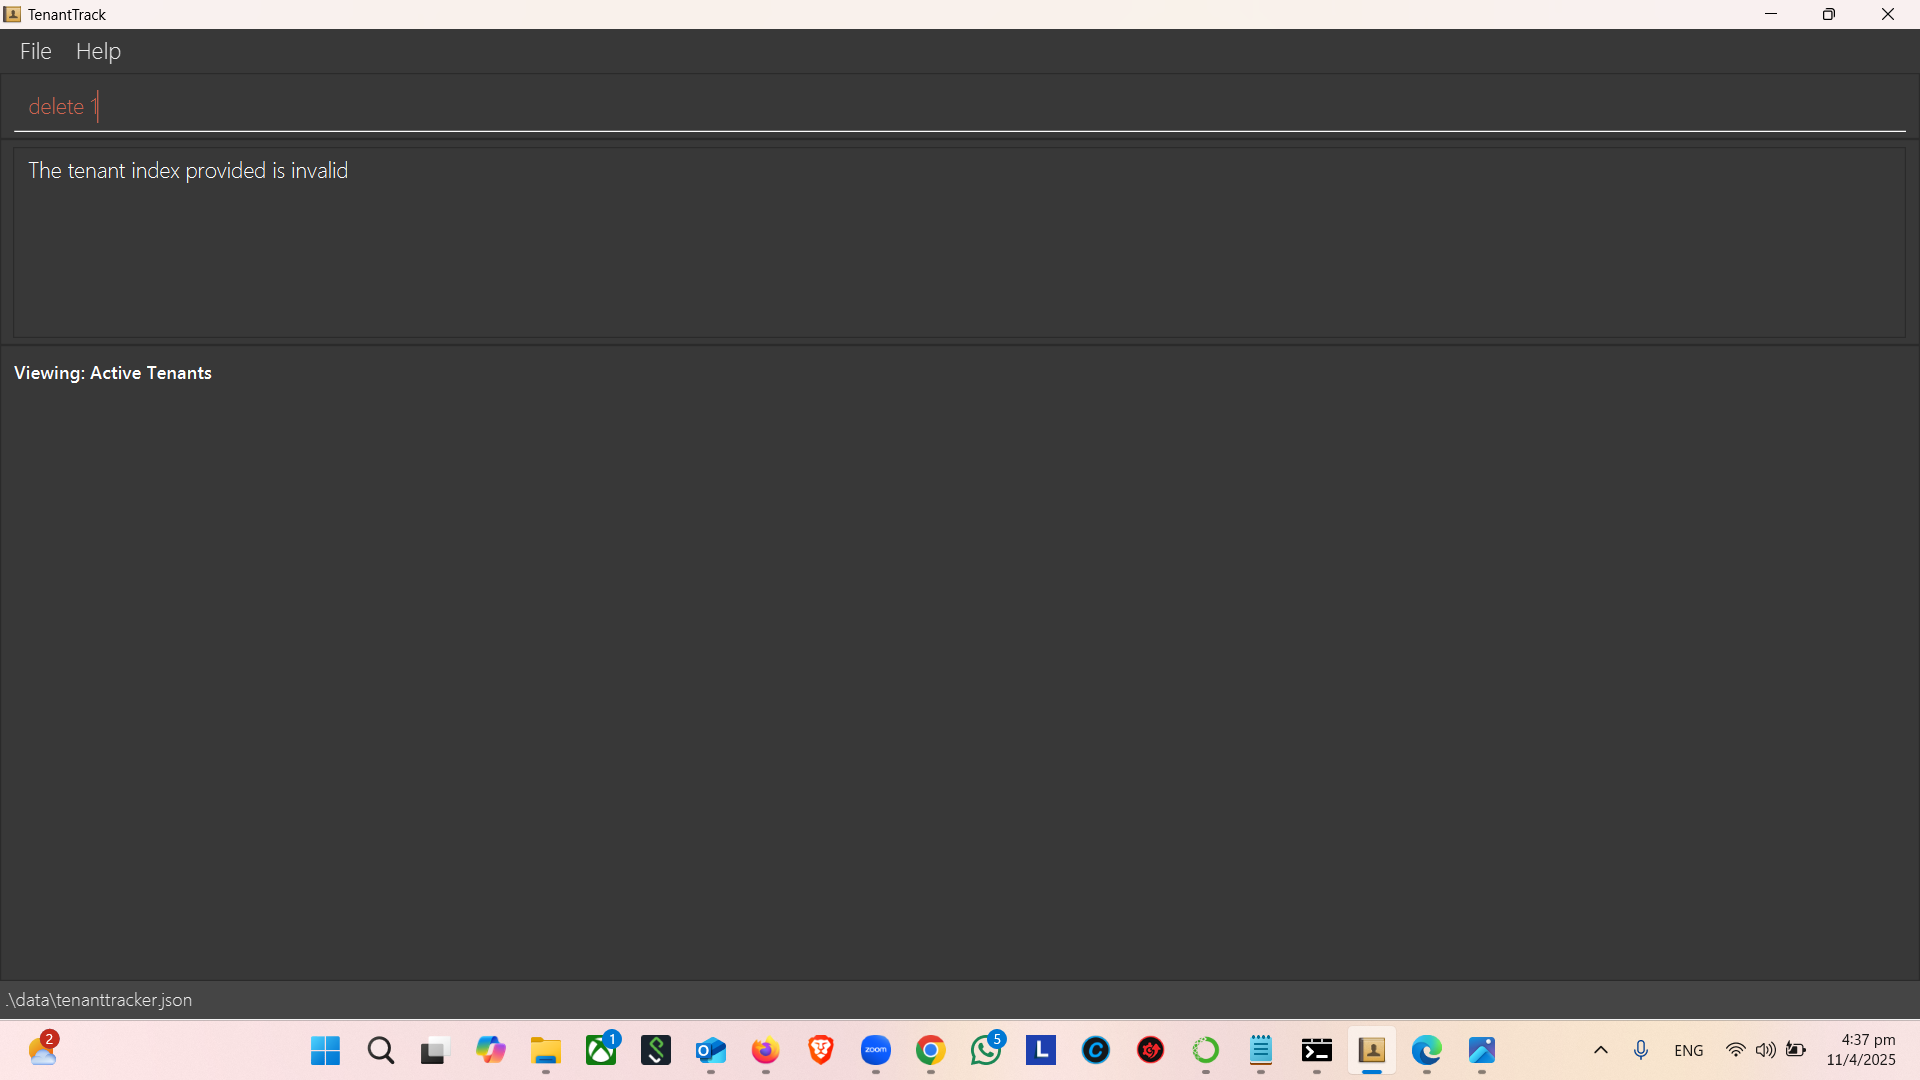 TenantTrack
File Help
delete 1
The tenant index provided is invalid
Viewing: Active Tenants
.\data\tenanttracker.json
2
1
zoom
5
L
ENG
4:37 pm
11/4/2025